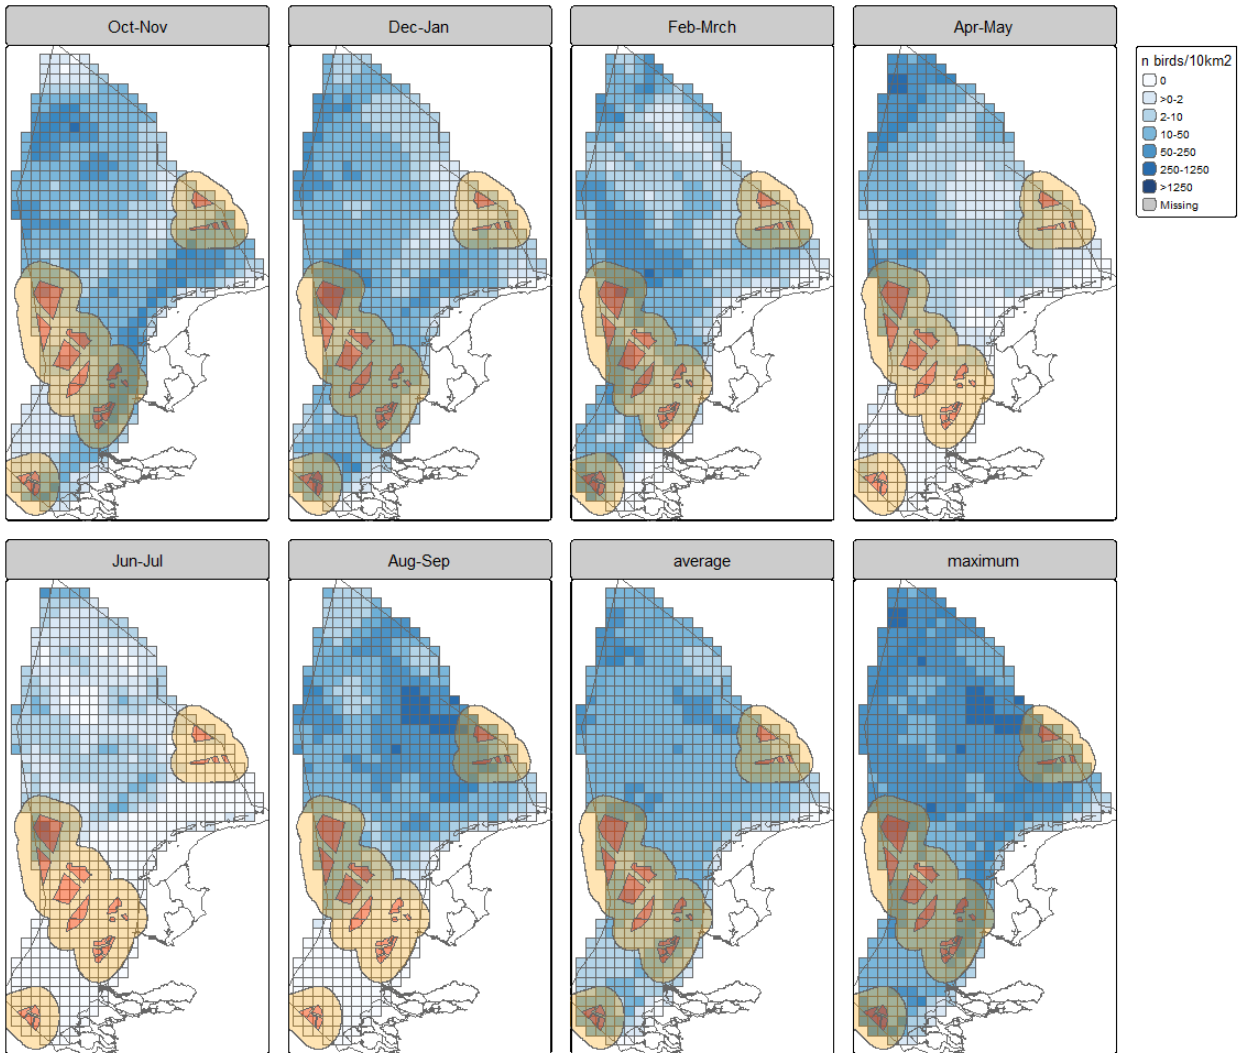 Oct-Nov
Dec-Jan
Feb-Mrch
Apr-May
n birds/10km2
0
>0-2
2-10
10-50
50-250
250-1250
>1250
Missing
Jun-Jul
Aug-Sep
average
maximum